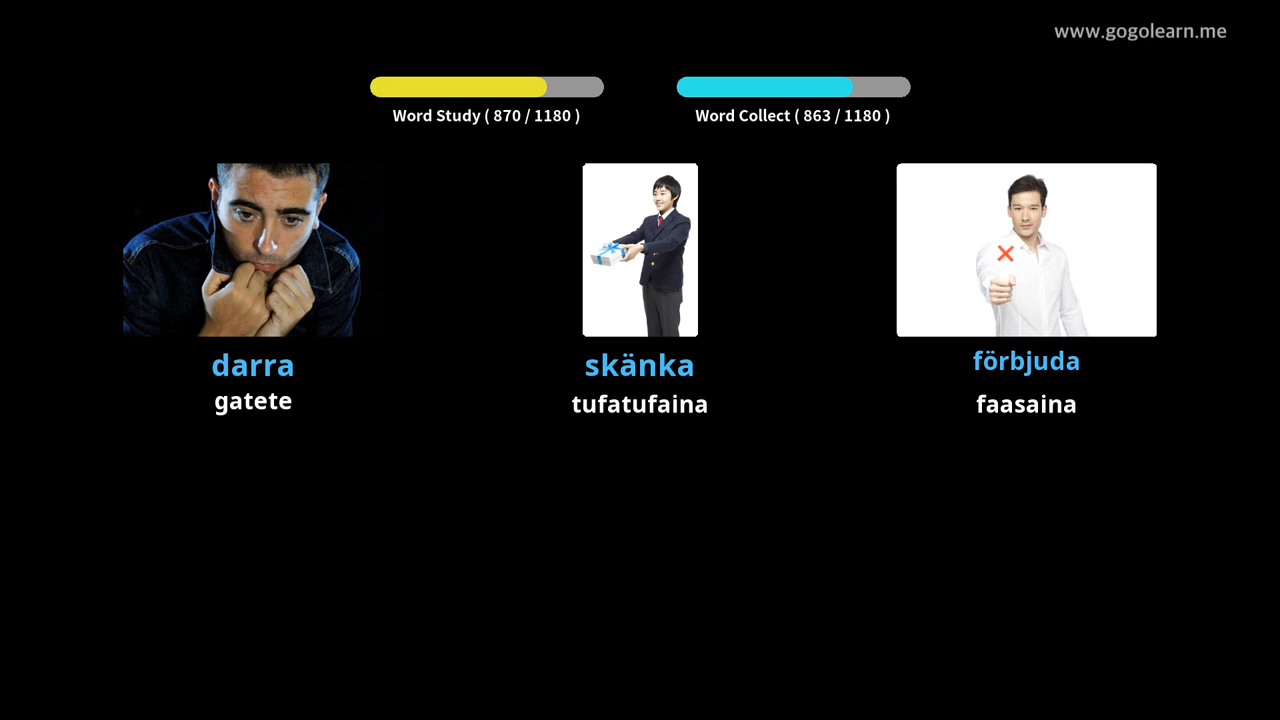 www.gogolearn.me
Word Study ( 870 / 1180 )
Word Collect ( 863 / 1180 )
darra
skänka
förbjuda
gatete
tufatufaina
faasaina